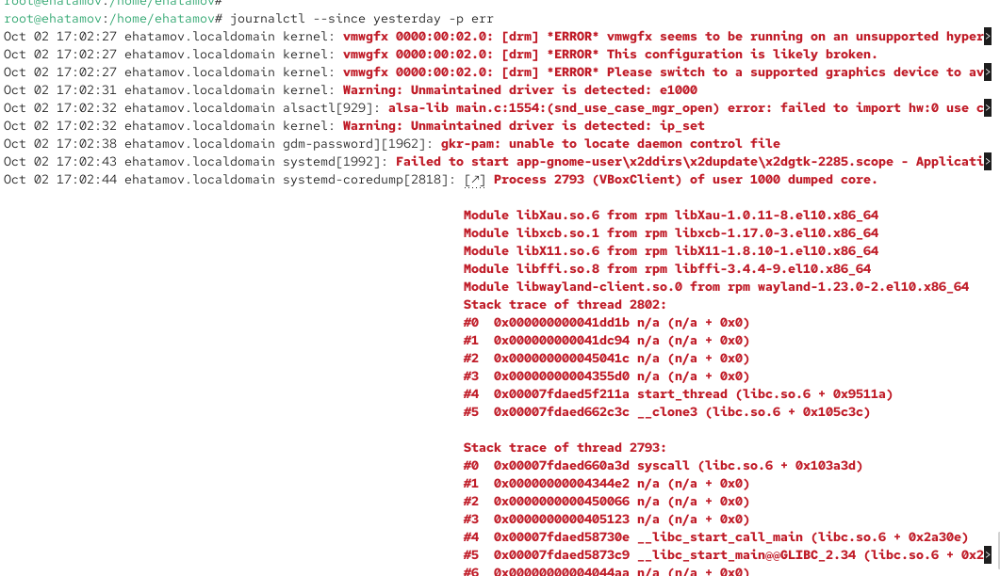 root@ehatamov:/home/ehatamov#
root@ehatamov:/home/ehatamov# journalctl --since yesterday -p err
Oct 02 17:02:27 ehatamov.localdomain kernel: vmwgfx 0000:00:02.0: [drm] *ERROR* vmwgfx seems to be running on an unsupported hyper>
Oct 02 17:02:27 ehatamov.localdomain kernel: vmwgfx 0000:00:02.0: [drm] *ERROR* This configuration is likely broken.
Oct 02 17:02:27 ehatamov.localdomain kernel: vmwgfx 0000:00:02.0: [drm] *ERROR* Please switch to a supported graphics device to av>
Oct 02 17:02:31 ehatamov.localdomain kernel: Warning: Unmaintained driver is detected: e1000
Oct 02 17:02:32 ehatamov.localdomain alsactl[929]: alsa-lib main.c:1554:(snd_use_case_mgr_open) error: failed to import hw:0 use c>
Oct 02 17:02:32 ehatamov.localdomain kernel: Warning: Unmaintained driver is detected: ip_set
Oct 02 17:02:38 ehatamov.localdomain gdm-password][1962]: gkr-pam: unable to locate daemon control file
Oct 02 17:02:43 ehatamov.localdomain systemd[1992]: Failed to start app-gnome-user\x2ddirs\x2dupdate\x2dgtk-2285.scope - Applicati>
Oct 02 17:02:44 ehatamov.localdomain systemd-coredump[2818]: [↗] Process 2793 (VBoxClient) of user 1000 dumped core.
Module libXau.so.6 from rpm libXau-1.0.11-8.el10.x86_64
Module libxcb.so.1 from rpm libxcb-1.17.0-3.el10.x86_64
Module libX11.so.6 from rpm libX11-1.8.10-1.el10.x86_64
Module libffi.so.8 from rpm libffi-3.4.4-9.el10.x86_64
Module libwayland-client.so.0 from rpm wayland-1.23.0-2.el10.x86_64
Stack trace of thread 2802:
#0  0x000000000041dd1b n/a (n/a + 0x0)
#1  0x000000000041dc94 n/a (n/a + 0x0)
#2  0x000000000045041c n/a (n/a + 0x0)
#3  0x00000000004355d0 n/a (n/a + 0x0)
#4  0x00007fdaed5f211a start_thread (libc.so.6 + 0x9511a)
#5  0x00007fdaed662c3c __clone3 (libc.so.6 + 0x105c3c)
Stack trace of thread 2793:
#0  0x00007fdaed660a3d syscall (libc.so.6 + 0x103a3d)
#1  0x00000000004344e2 n/a (n/a + 0x0)
#2  0x0000000000450066 n/a (n/a + 0x0)
#3  0x0000000000405123 n/a (n/a + 0x0)
#4  0x00007fdaed58730e __libc_start_call_main (libc.so.6 + 0x2a30e)
#5  0x00007fdaed5873c9 __libc_start_main@@GLIBC_2.34 (libc.so.6 + 0x2>
#6  0x00000000004044aa n/a (n/a + 0x0)